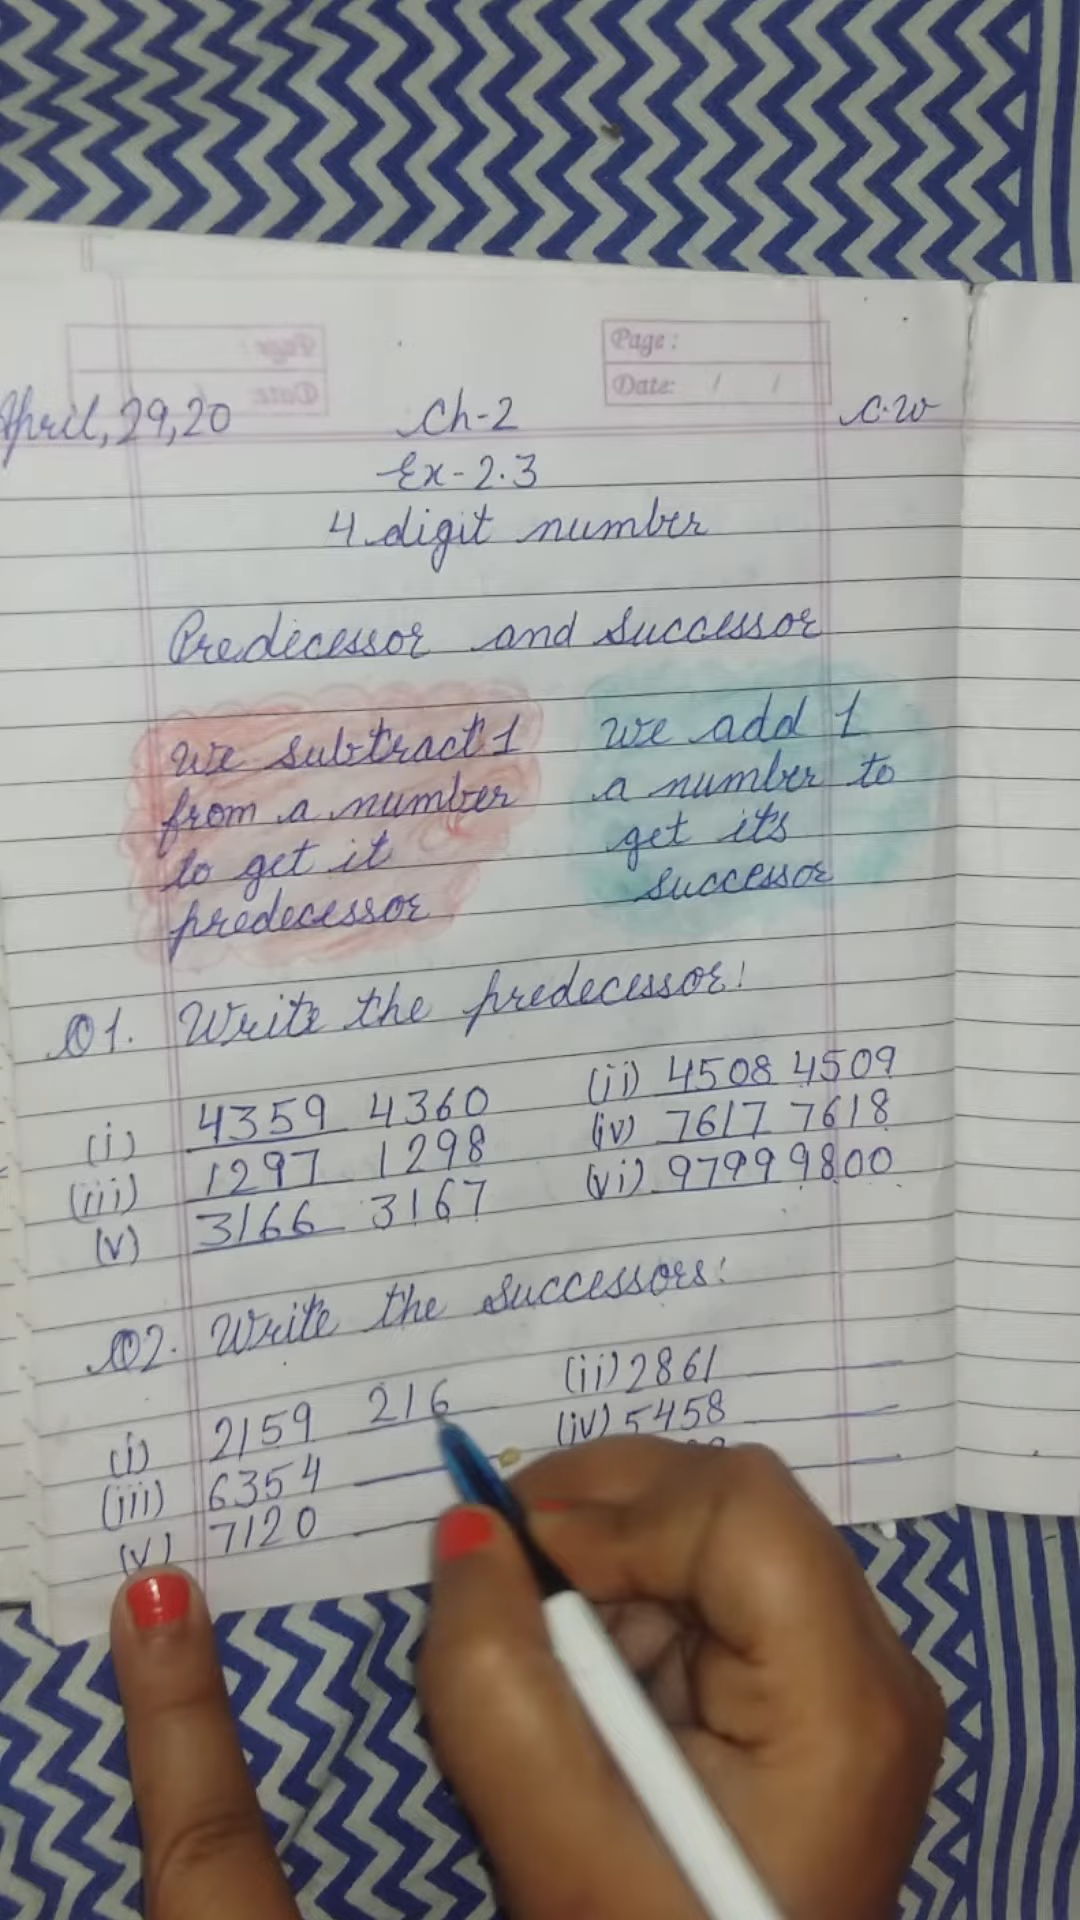 Page:
Date: / /
April, 29, 20 Ch-2 C.W
Ex-2.3
4 digit number
Predecessor and Successor
We subtract 1 We add 1
from a number a number to
to get it get its
predecessor successor
Q1. Write the predecessor:
(i) 4359 4360 (ii) 4508 4509
(iii) 1297 1298 (iv) 7617 7618
(v) 3166 3167 (vi) 9799 9800
Q2. Write the successors:
(i) 2159 216 (ii) 2861
(iii) 6354 (iv) 5458
(v) 7120